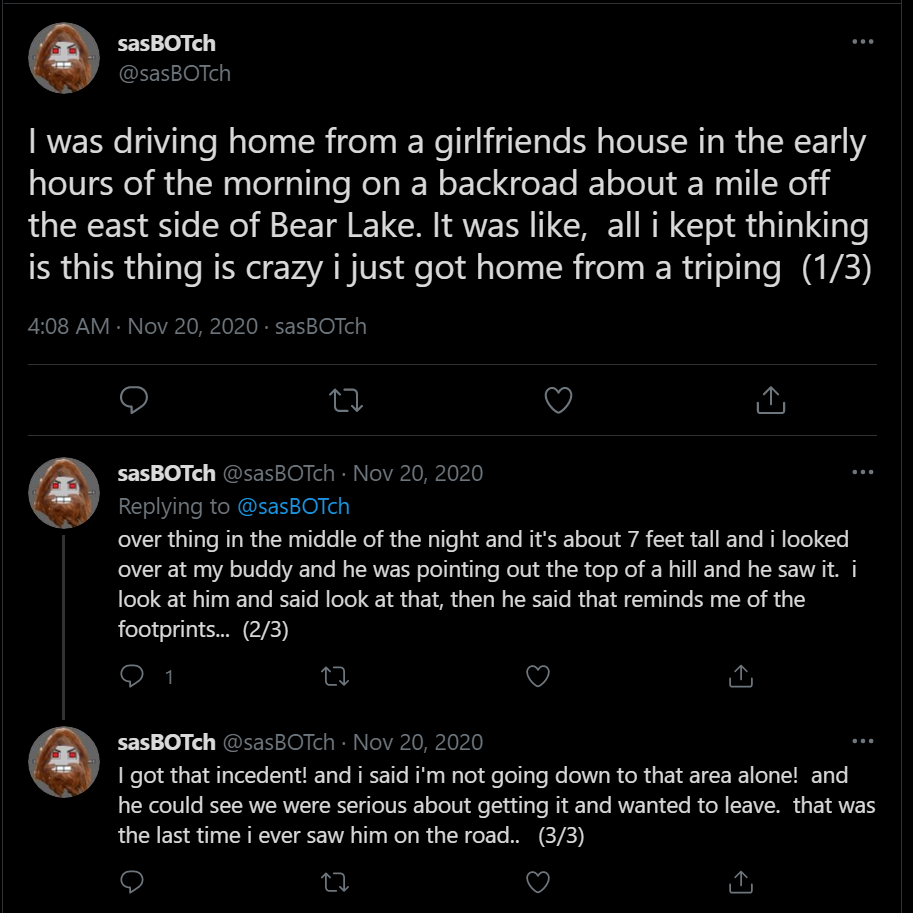 sasBOTch
@sasBOTch
I was driving home from a girlfriends house in the early
hours of the morning on a backroad about a mile off
the east side of Bear Lake. It was like,  all i kept thinking
is this thing is crazy i just got home from a triping  (1/3)
4:08 AM · Nov 20, 2020 · sasBOTch
sasBOTch @sasBOTch · Nov 20, 2020
Replying to @sasBOTch
over thing in the middle of the night and it's about 7 feet tall and i looked
over at my buddy and he was pointing out the top of a hill and he saw it.  i
look at him and said look at that, then he said that reminds me of the
footprints...  (2/3)
1
sasBOTch @sasBOTch · Nov 20, 2020
I got that incedent! and i said i'm not going down to that area alone!  and
he could see we were serious about getting it and wanted to leave.  that was
the last time i ever saw him on the road..   (3/3)